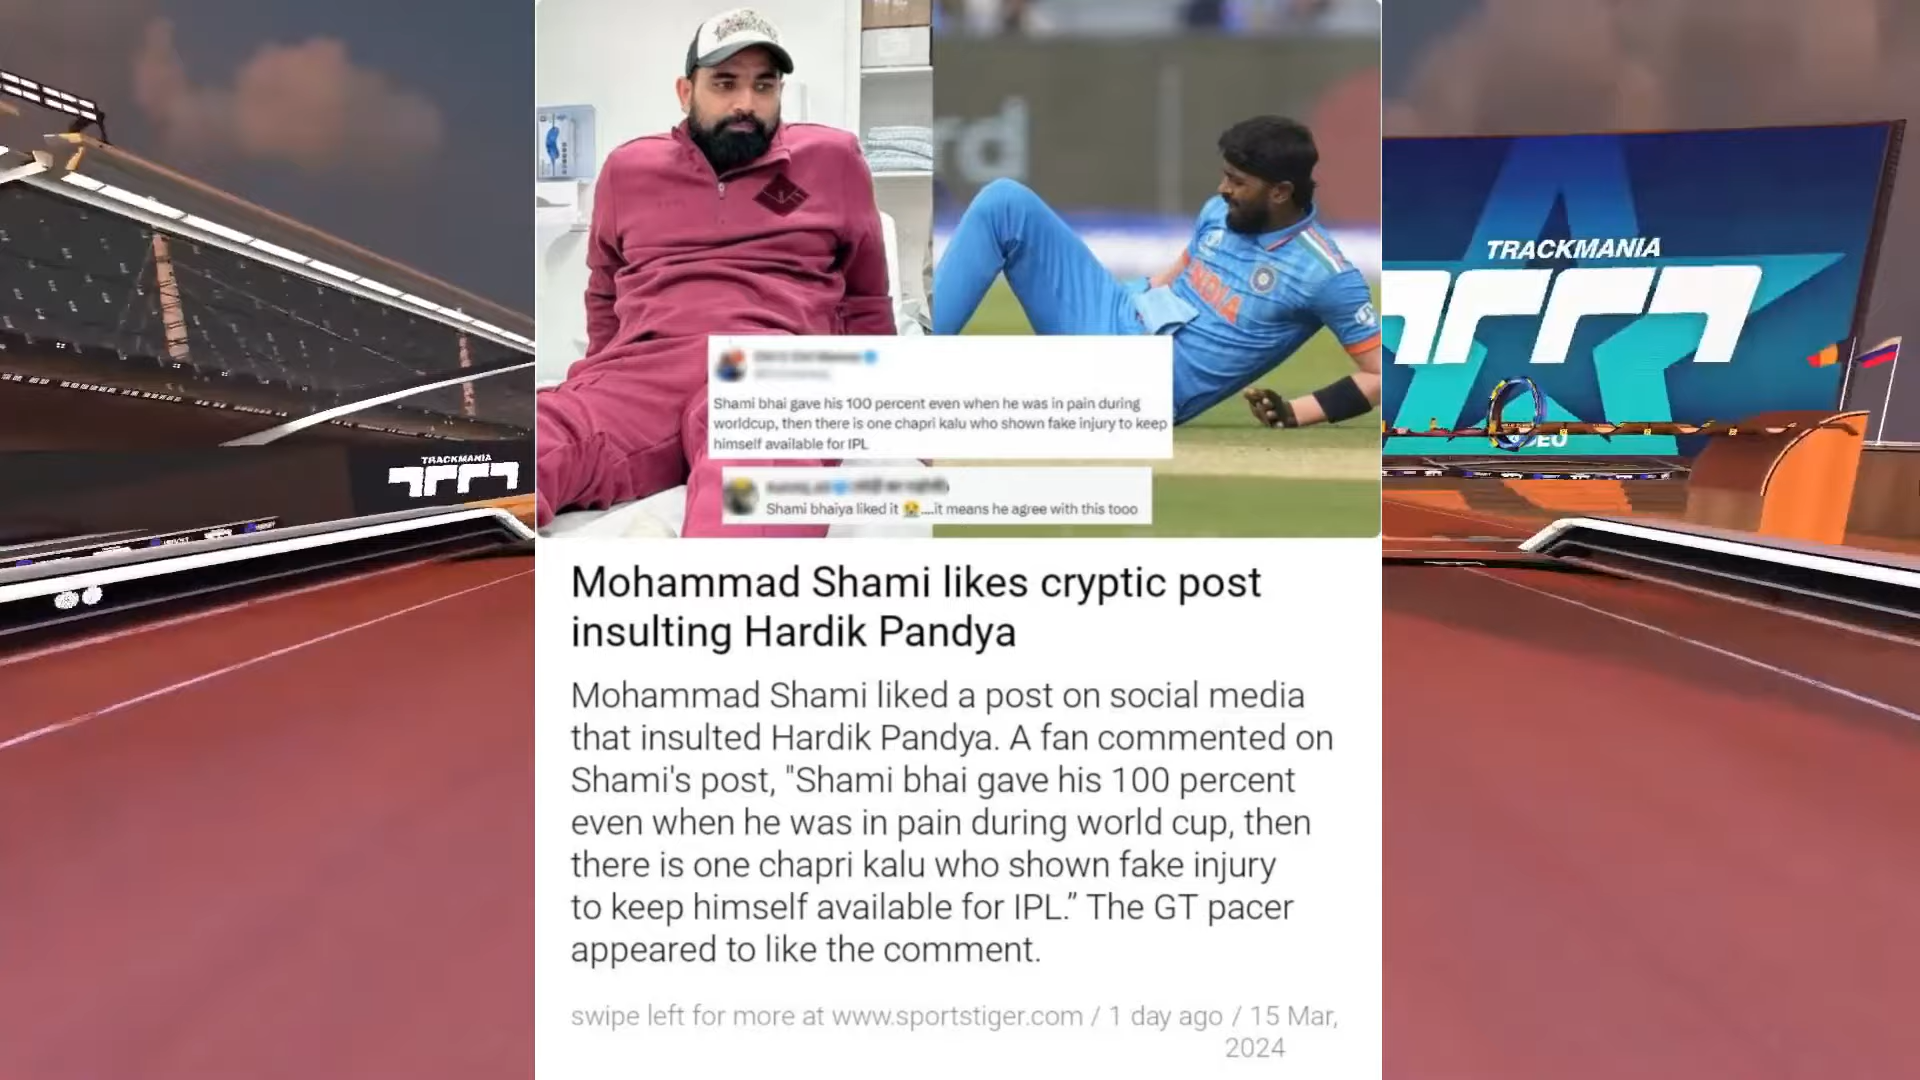 TRACKMANIA
TRACKMANIA
rd
INDIA
Shami bhai gave his 100 percent even when he was in pain during
worldcup, then there is one chapri kalu who shown fake injury to keep
himself available for IPL
Shami bhaiya liked it 😭....it means he agree with this tooo
Mohammad Shami likes cryptic post
insulting Hardik Pandya
Mohammad Shami liked a post on social media
that insulted Hardik Pandya. A fan commented on
Shami's post, "Shami bhai gave his 100 percent
even when he was in pain during world cup, then
there is one chapri kalu who shown fake injury
to keep himself available for IPL.” The GT pacer
appeared to like the comment.
swipe left for more at www.sportstiger.com / 1 day ago / 15 Mar,
2024